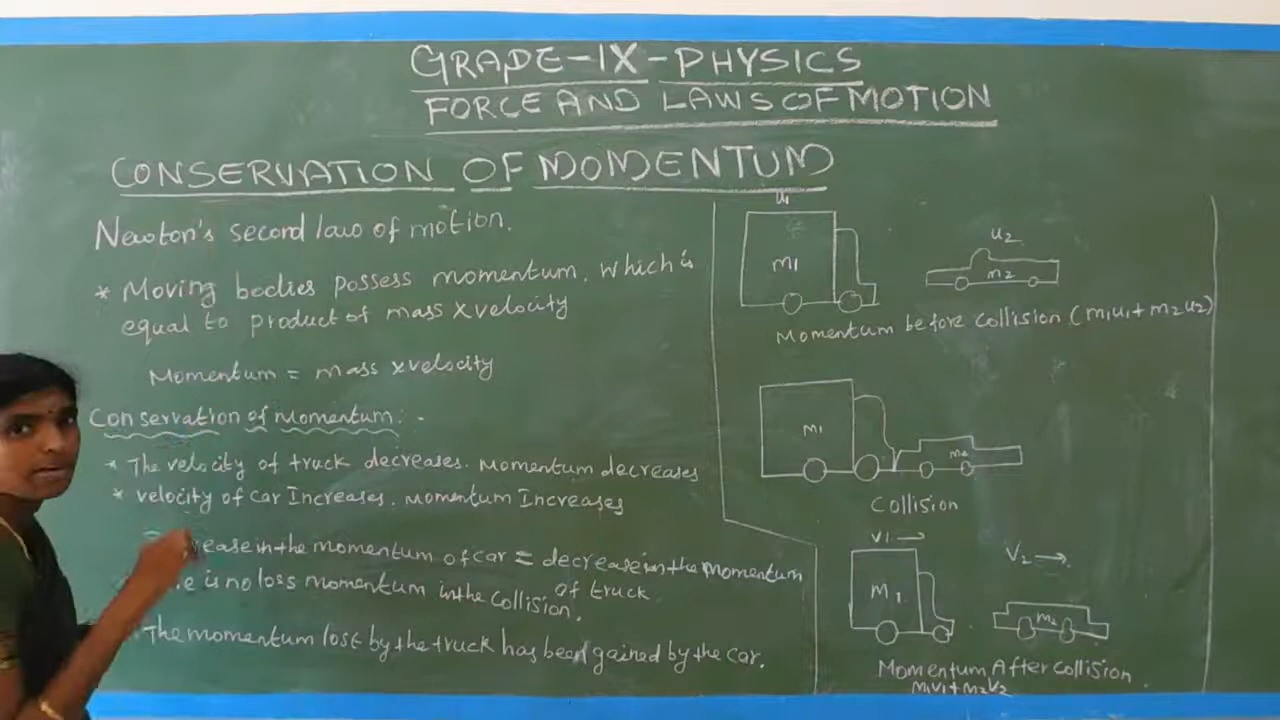 GRADE-IX-PHYSICS
FORCE AND LAWS OF MOTION
CONSERVATION OF MOMENTUM
Newton's second law of motion.
* Moving bodies possess momentum. which is
equal to product of mass x velocity
Momentum = mass x velocity
Conservation of Momentum:-
* The velocity of truck decreases. Momentum decreases
* velocity of car Increases. Momentum Increases
in the momentum of car = decrease in the momentum
of truck.
is no loss momentum in the collision.
The momentum lost by the truck has been gained by the car.
u1
m1
u2
m2
Momentum before collision (m1u1 + m2u2)
m1
m2
Collision
v1 →
M1
V2 →
m2
Momentum After Collision
m1v1 + m2v2